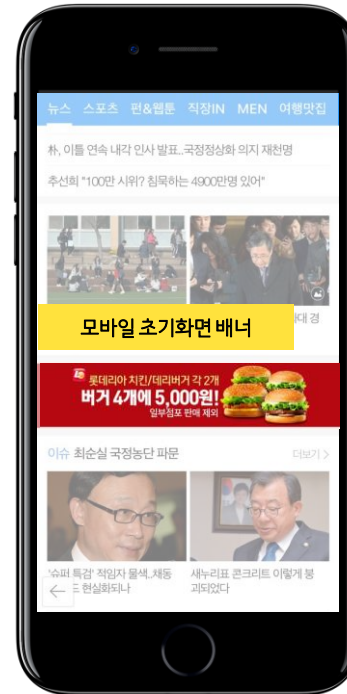 뉴스 스포츠 펀&웹툰 직장IN MEN 여행맛집
朴, 이틀 연속 내각 인사 발표..국정정상화 의지 재천명
추선희 "100만 시위? 침묵하는 4900만명 있어"
대 경
모바일 초기화면 배너
롯데리아 치킨/데리버거 각 2개
버거 4개에 5,000원!
일부점포 판매 제외
이슈 최순실 국정농단 파문
더보기 >
'슈퍼 특검' 적임자 물색..채동
현실화되나
새누리표 콘크리트 이렇게 붕
괴되었다